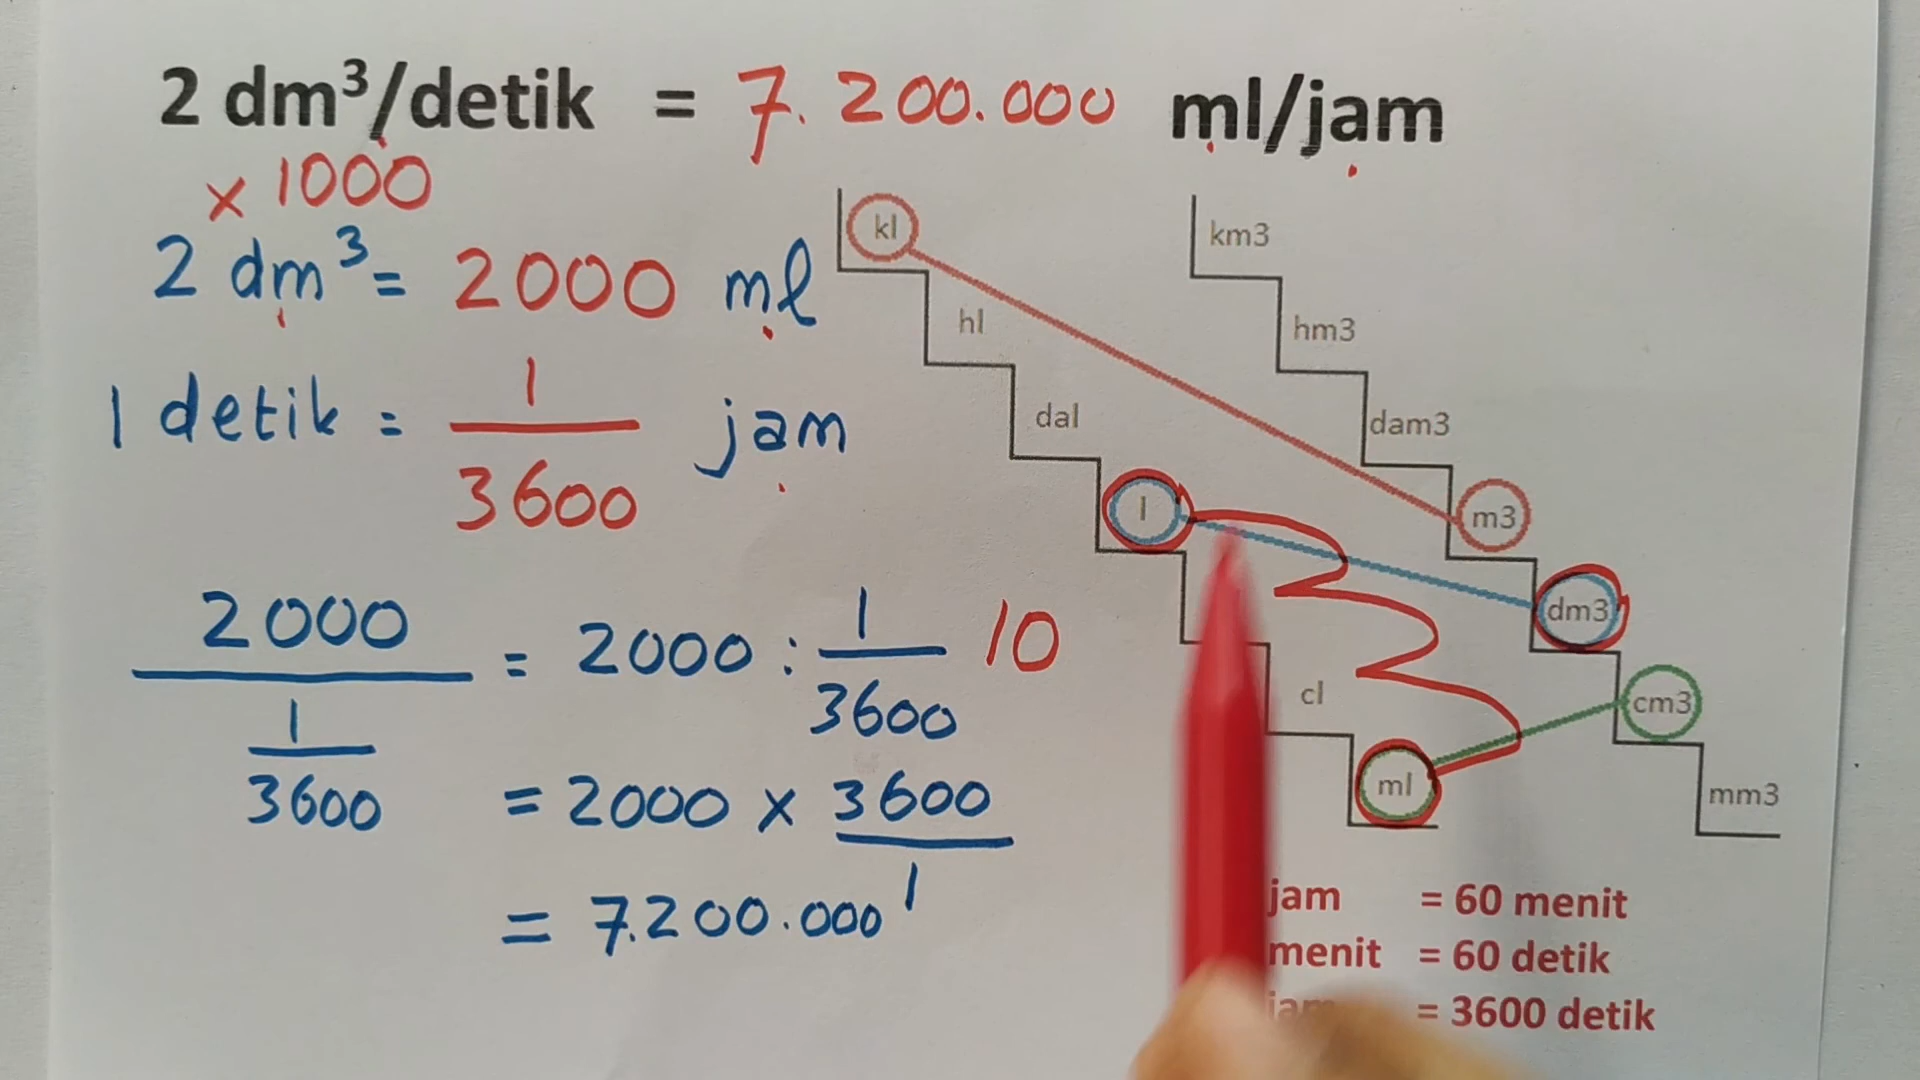 2 dm³/detik = 7.200.000 ml/jam
x 1000
2 dm³ = 2000 ml
1 detik = 1/3600 jam
2000 / (1/3600) = 2000 : 1/3600 10
= 2000 x 3600/1
= 7.200.000
kl
hl
dal
l
cl
ml
km3
hm3
dam3
m3
dm3
cm3
mm3
jam = 60 menit
menit = 60 detik
jam = 3600 detik